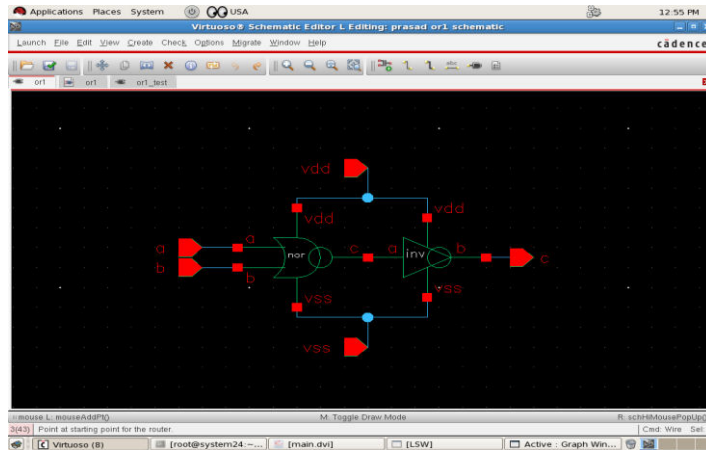 Applications Places System USA 12:55 PM
Virtuoso® Schematic Editor L Editing: prasad or1 schematic
Launch File Edit View Create Check Options Migrate Window Help cādence
abc
or1 or1 or1_test
vdd
vdd vdd
a a nor c a inv b c
b b
vss vss
vss
mouse L: mouseAddPt() M: Toggle Draw Mode R: schHiMousePopUp()
3(43) Point at starting point for the router. Cmd: Wire Sel:
Virtuoso (8) [root@system24:~... [main.dvi] [LSW] Active : Graph Win...